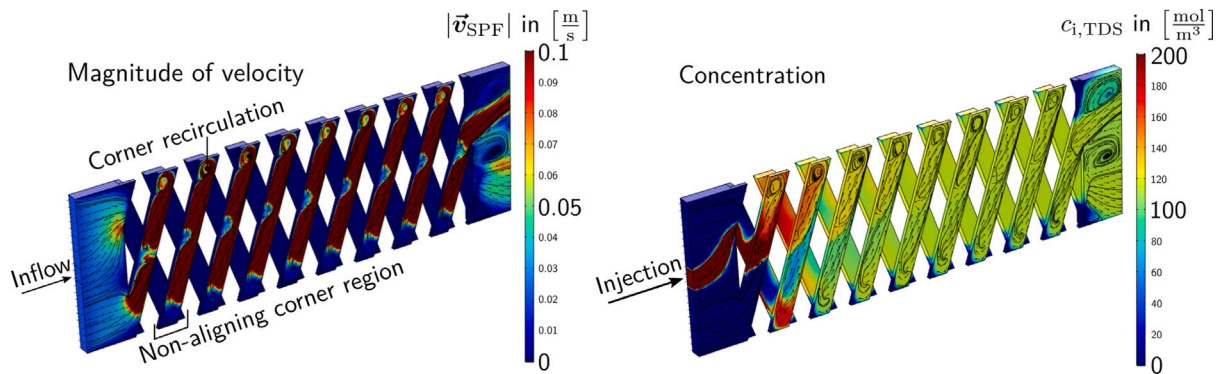 |v⃗_SPF| in [m/s]
Magnitude of velocity
Corner recirculation
Inflow
Non-aligning corner region
0.1
0.09
0.08
0.07
0.06
0.05
0.04
0.03
0.02
0.01
0
c_i,TDS in [mol/m³]
Concentration
Injection
200
180
160
140
120
100
80
60
40
20
0